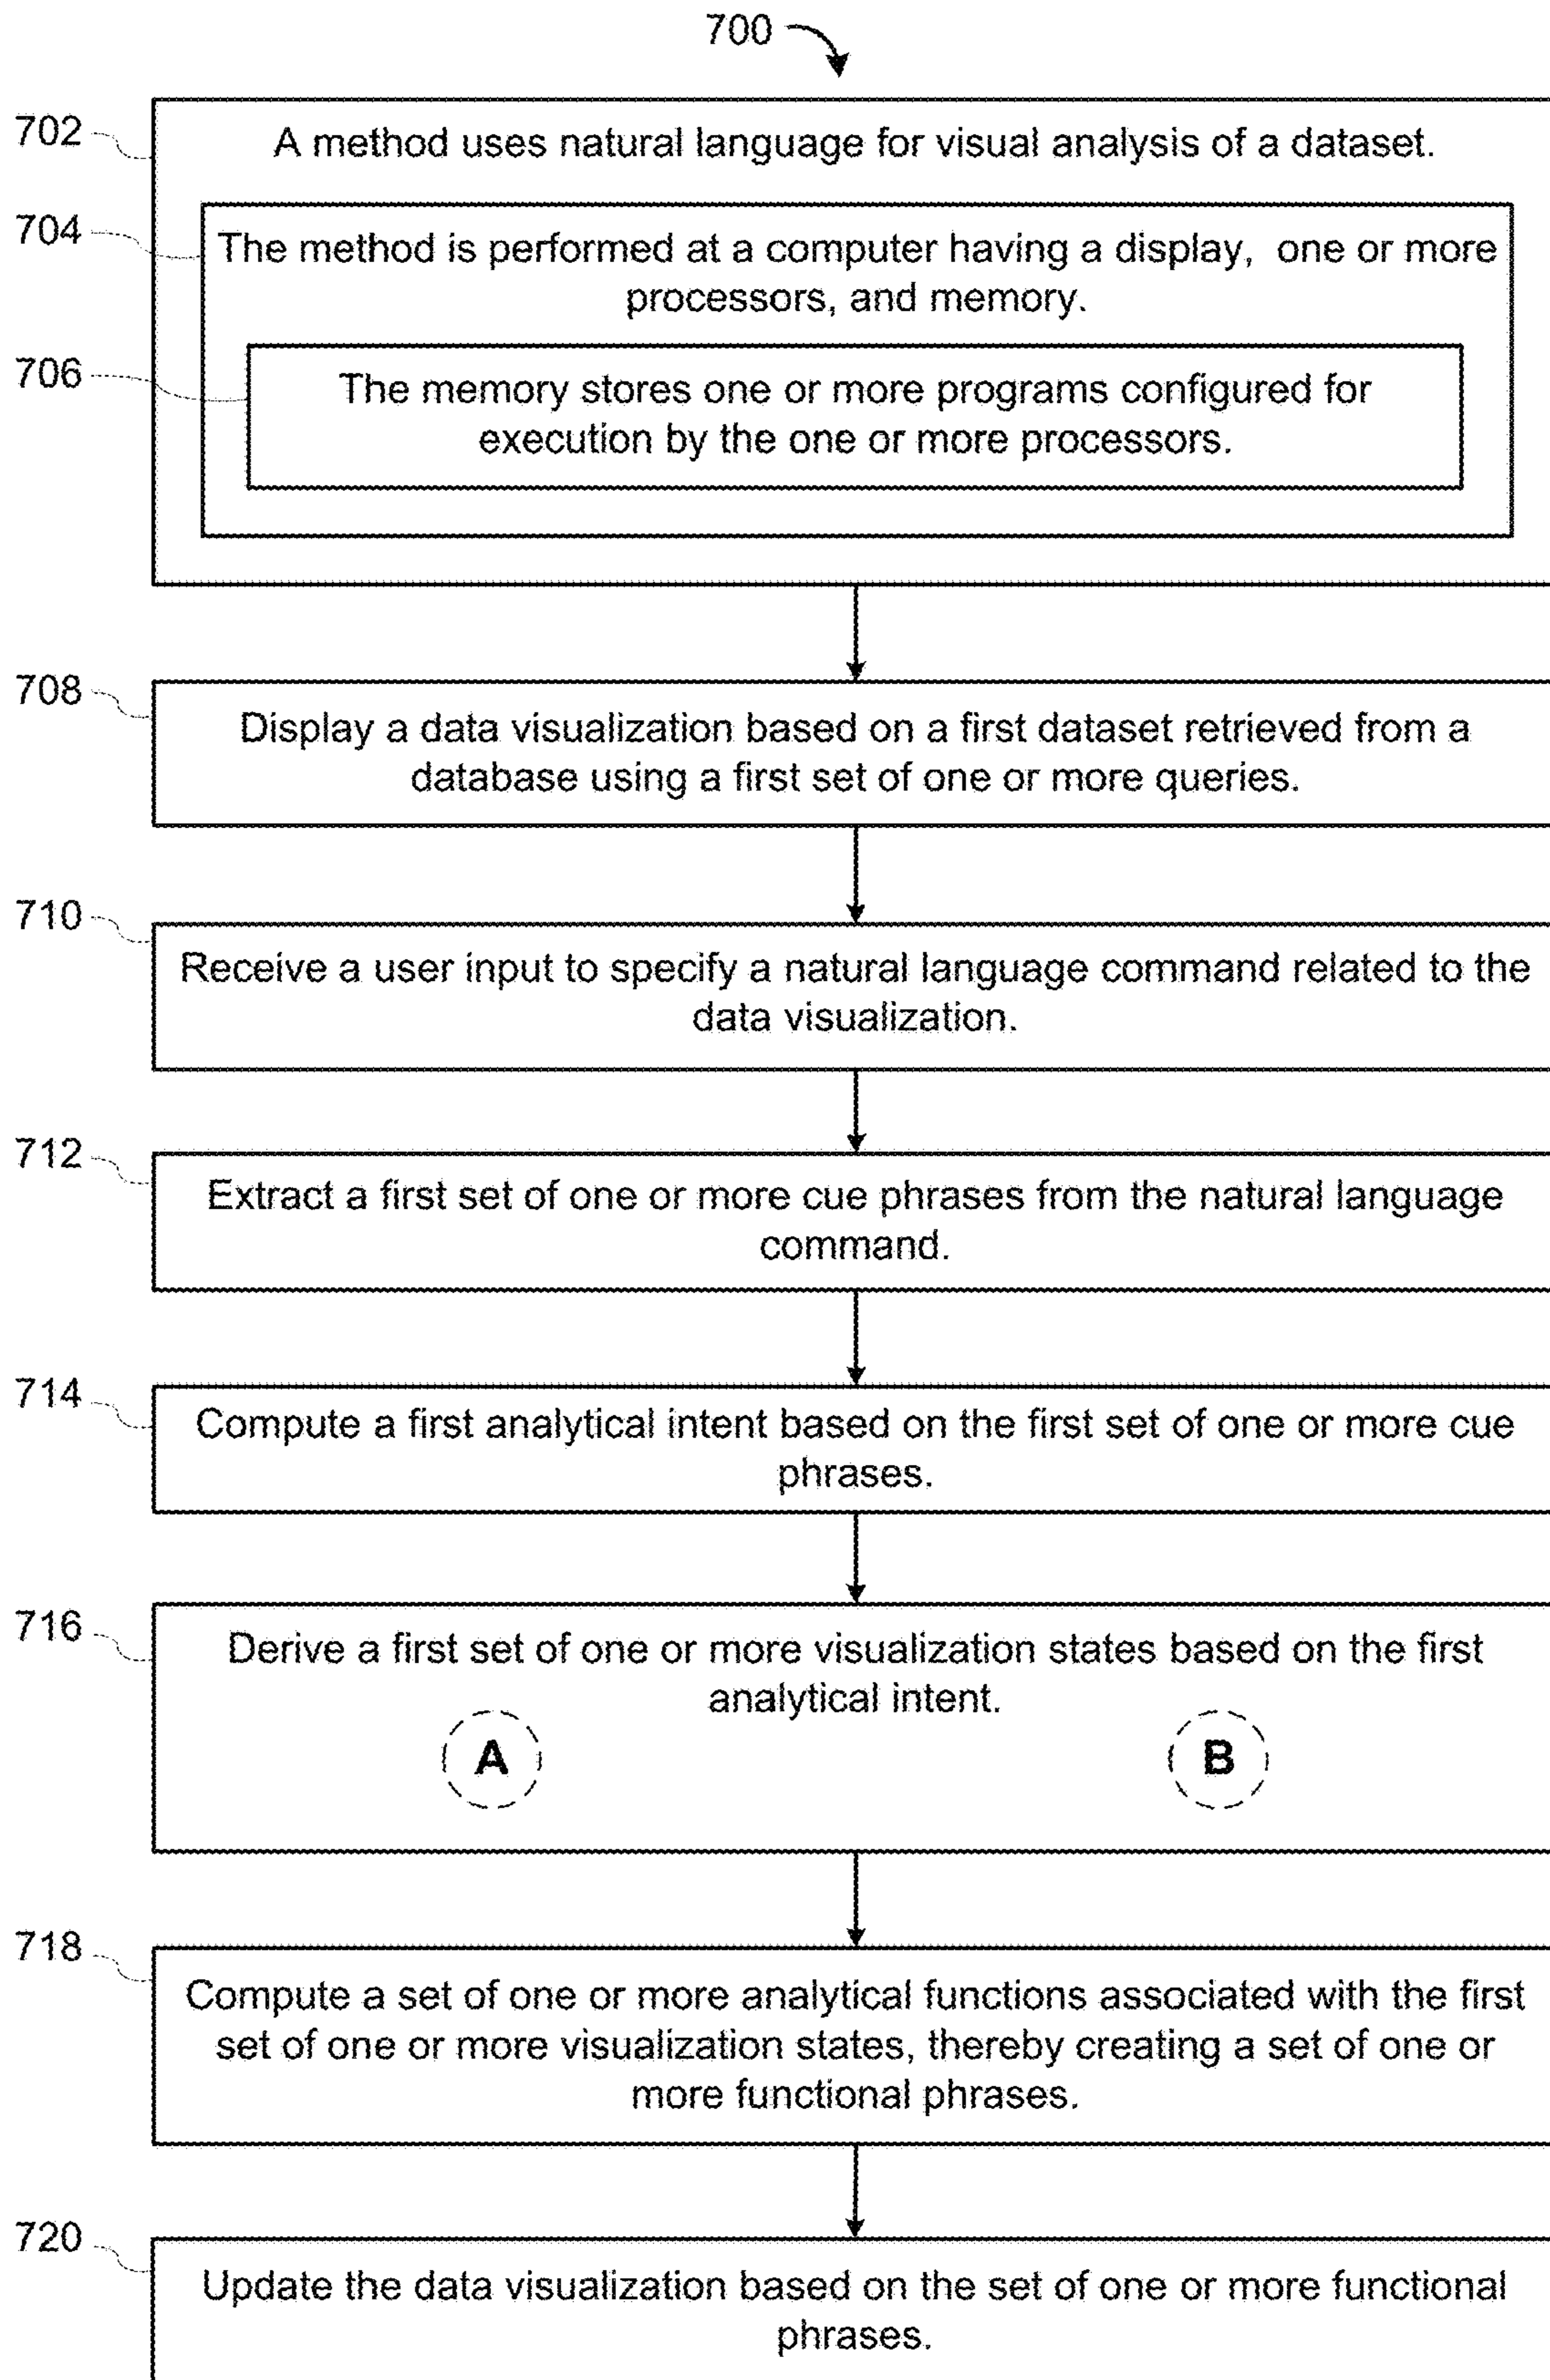 700
702
A method uses natural language for visual analysis of a dataset.
704
The method is performed at a computer having a display, one or more
processors, and memory.
706
The memory stores one or more programs configured for
execution by the one or more processors.
708
Display a data visualization based on a first dataset retrieved from a
database using a first set of one or more queries.
710
Receive a user input to specify a natural language command related to the
data visualization.
712
Extract a first set of one or more cue phrases from the natural language
command.
714
Compute a first analytical intent based on the first set of one or more cue
phrases.
716
Derive a first set of one or more visualization states based on the first
analytical intent.
A
B
718
Compute a set of one or more analytical functions associated with the first
set of one or more visualization states, thereby creating a set of one or
more functional phrases.
720
Update the data visualization based on the set of one or more functional
phrases.